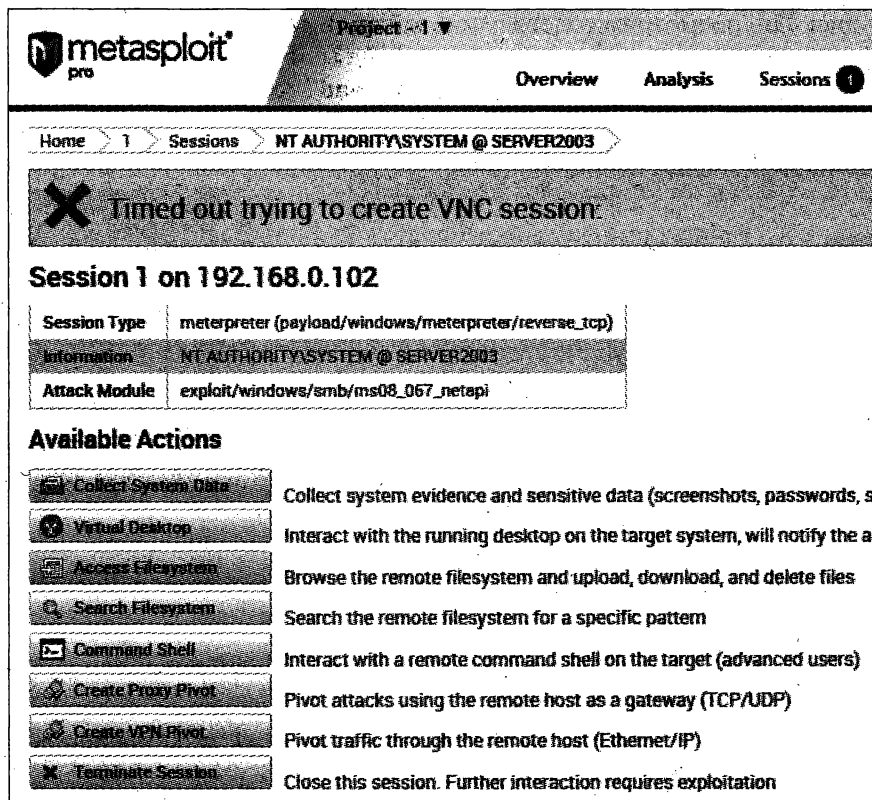 metasploit®
pro
Project - 1 ▼
Overview Analysis Sessions 1
Home 1 Sessions NT AUTHORITY\SYSTEM @ SERVER2003
Timed out trying to create VNC session:
Session 1 on 192.168.0.102
Session Type meterpreter (payload/windows/meterpreter/reverse_tcp)
Information NT AUTHORITY\SYSTEM @ SERVER2003
Attack Module exploit/windows/smb/ms08_067_netapi
Available Actions
Collect System Data Collect system evidence and sensitive data (screenshots, passwords, s
Virtual Desktop Interact with the running desktop on the target system, will notify the a
Access Filesystem Browse the remote filesystem and upload, download, and delete files
Search Filesystem Search the remote filesystem for a specific pattern
Command Shell Interact with a remote command shell on the target (advanced users)
Create Proxy Pivot Pivot attacks using the remote host as a gateway (TCP/UDP)
Create VPN Pivot Pivot traffic through the remote host (Ethernet/IP)
Terminate Session Close this session. Further interaction requires exploitation